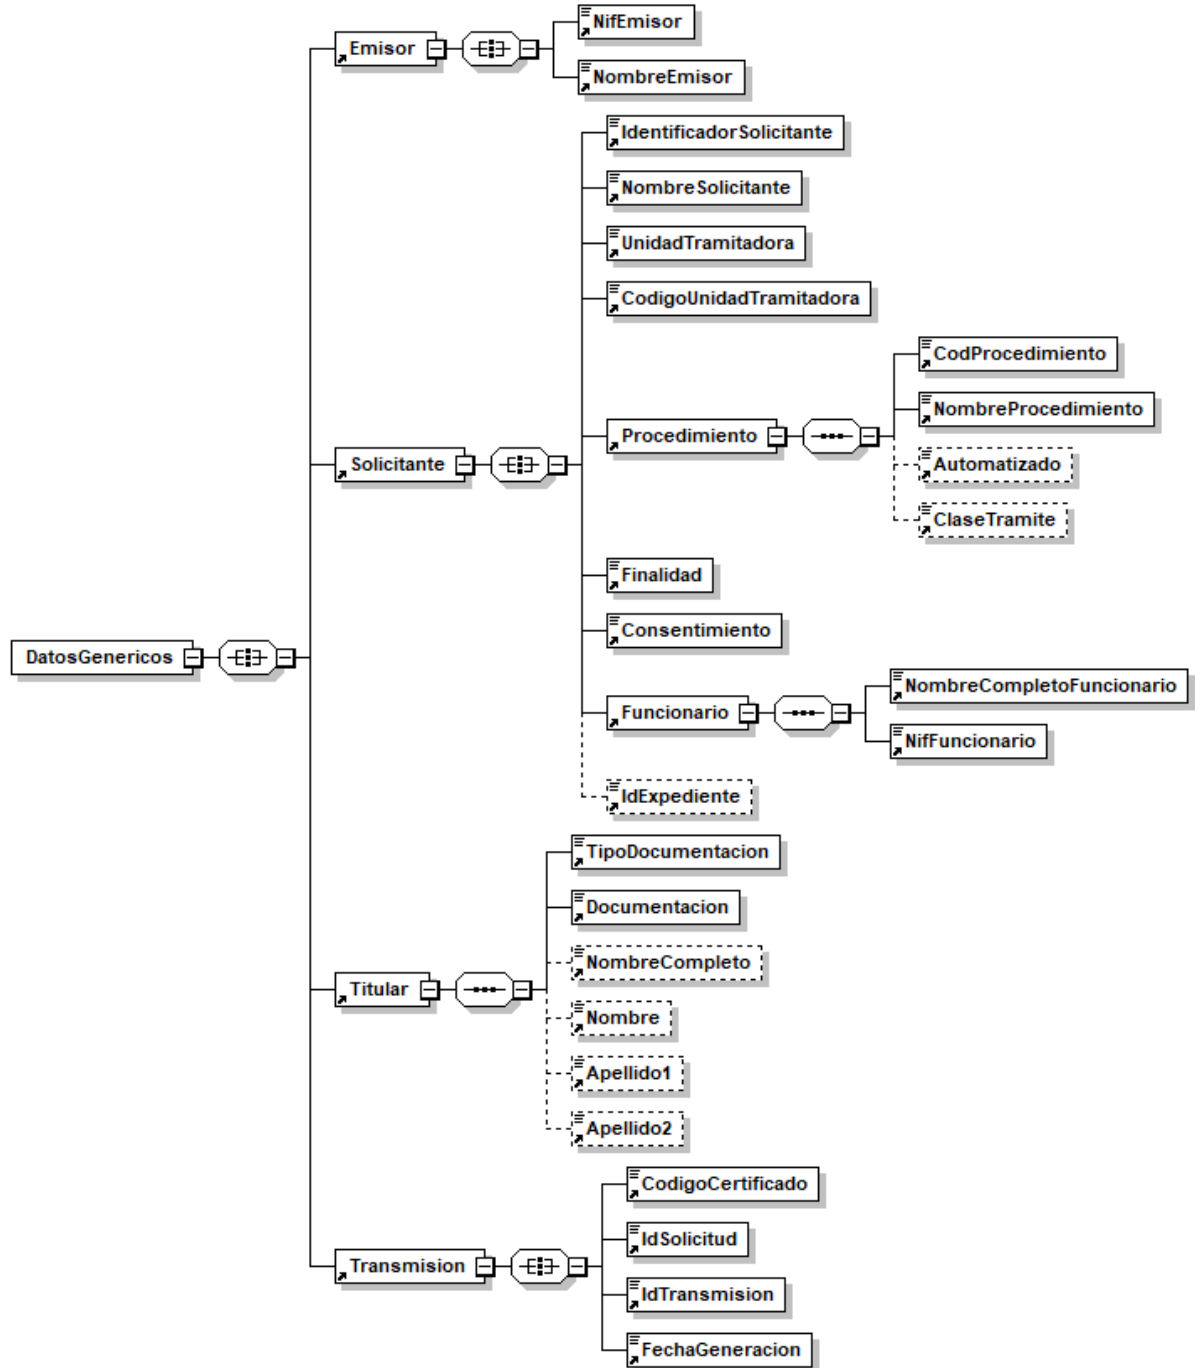 NifEmisor
Emisor
NombreEmisor
IdentificadorSolicitante
NombreSolicitante
UnidadTramitadora
CodigoUnidadTramitadora
CodProcedimiento
NombreProcedimiento
Procedimiento
Solicitante
Automatizado
ClaseTramite
Finalidad
Consentimiento
DatosGenericos
NombreCompletoFuncionario
Funcionario
NifFuncionario
IdExpediente
TipoDocumentacion
Documentacion
NombreCompleto
Titular
Nombre
Apellido1
Apellido2
CodigoCertificado
IdSolicitud
Transmision
IdTransmision
FechaGeneracion